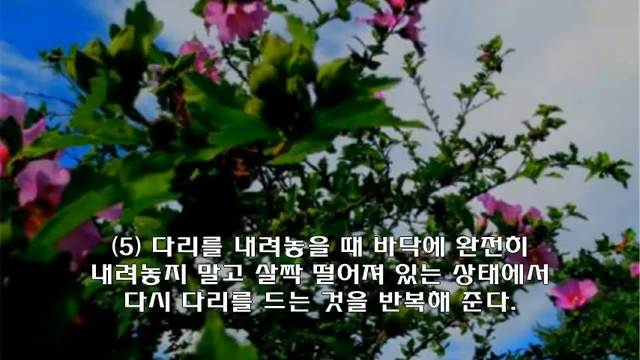 (5) 다리를 내려놓을 때 바닥에 완전히
내려놓지 말고 살짝 떨어져 있는 상태에서
다시 다리를 드는 것을 반복해 준다.